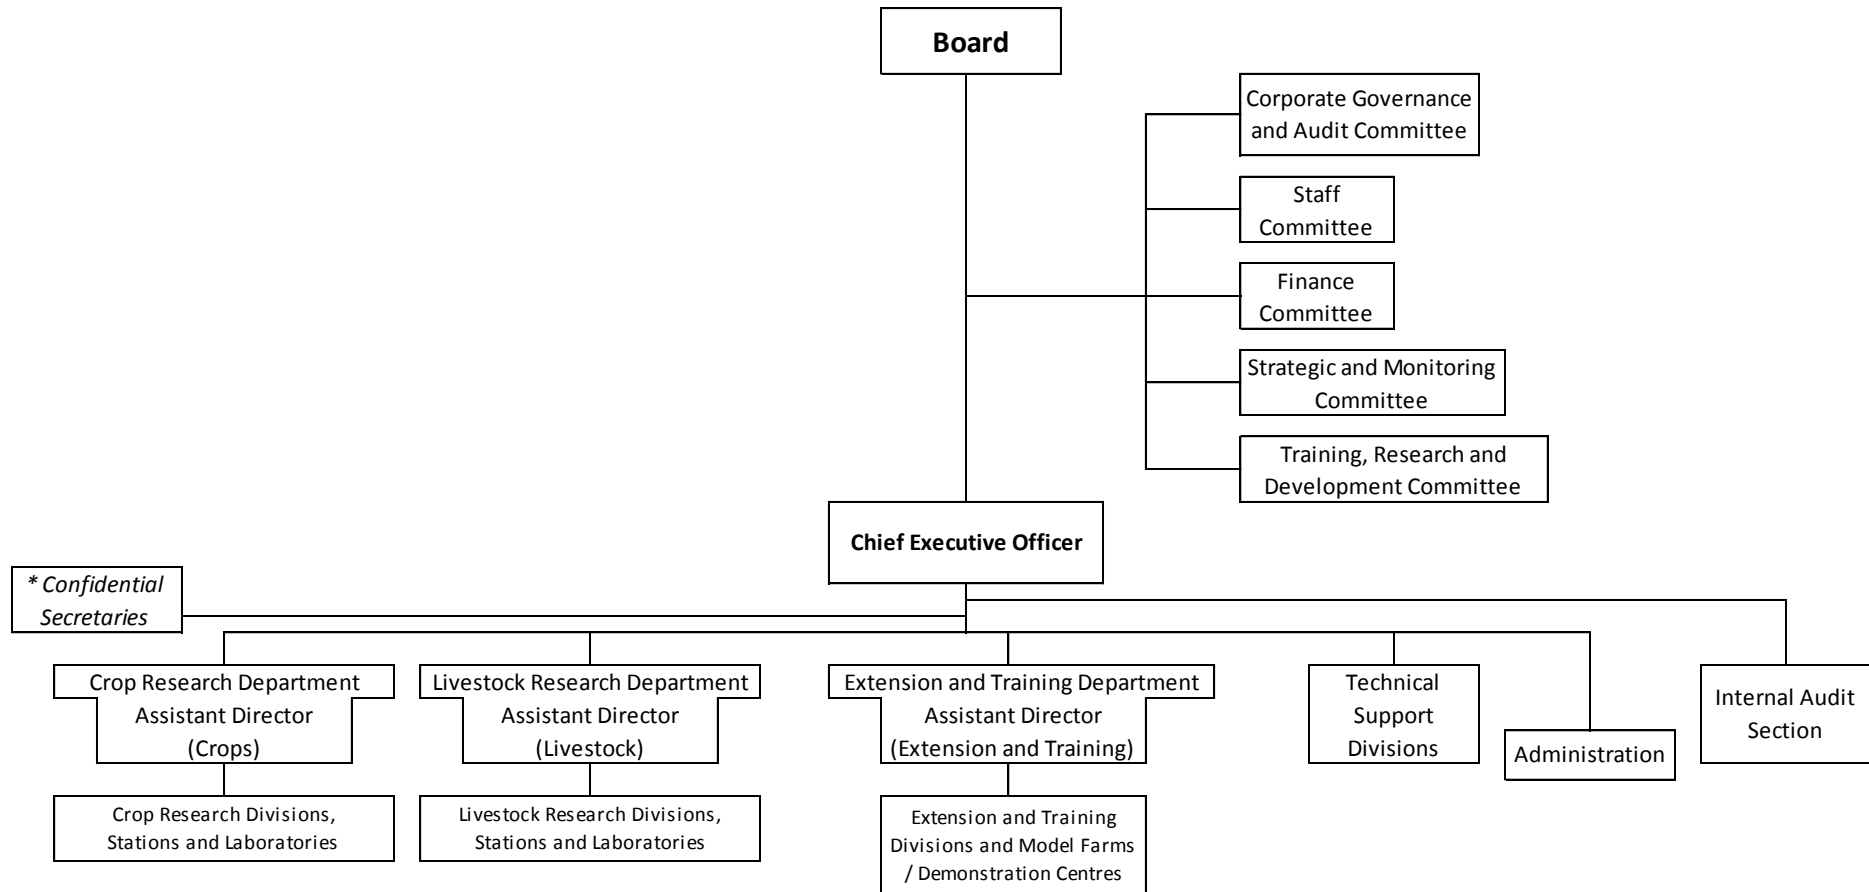 Board
Corporate Governance
and Audit Committee
Staff
Committee
Finance
Committee
Strategic and Monitoring
Committee
Training, Research and
Development Committee
Chief Executive Officer
* Confidential
Secretaries
Crop Research Department
Assistant Director
(Crops)
Livestock Research Department
Assistant Director
(Livestock)
Extension and Training Department
Assistant Director
(Extension and Training)
Technical
Support
Divisions
Administration
Internal Audit
Section
Crop Research Divisions,
Stations and Laboratories
Livestock Research Divisions,
Stations and Laboratories
Extension and Training
Divisions and Model Farms
/ Demonstration Centres